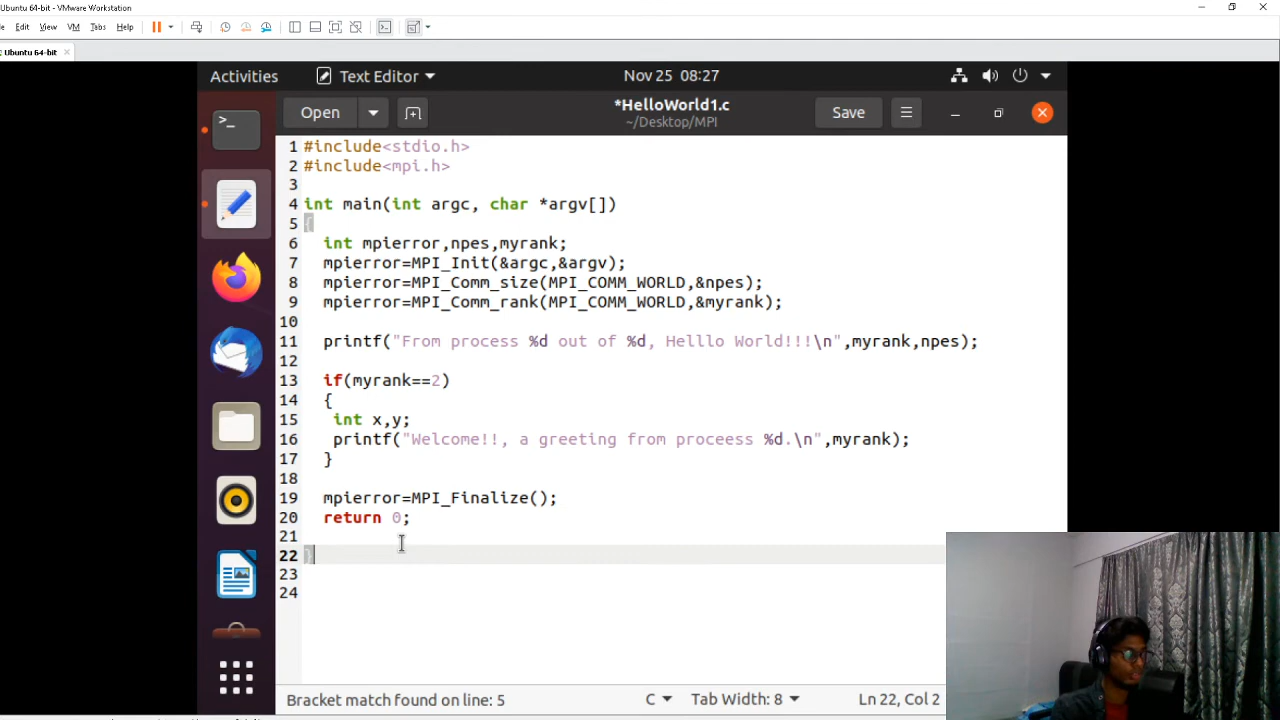 Ubuntu 64-bit - VMware Workstation
Edit View VM Tabs Help
Ubuntu 64-bit
Activities Text Editor Nov 25 08:27
Open *HelloWorld1.c Save
~/Desktop/MPI
1 #include<stdio.h>
2 #include<mpi.h>
3
4 int main(int argc, char *argv[])
5 {
6 int mpierror,npes,myrank;
7 mpierror=MPI_Init(&argc,&argv);
8 mpierror=MPI_Comm_size(MPI_COMM_WORLD,&npes);
9 mpierror=MPI_Comm_rank(MPI_COMM_WORLD,&myrank);
10
11 printf("From process %d out of %d, Helllo World!!!\n",myrank,npes);
12
13 if(myrank==2)
14 {
15 int x,y;
16 printf("Welcome!!, a greeting from proceess %d.\n",myrank);
17 }
18
19 mpierror=MPI_Finalize();
20 return 0;
21
22 }
23
24
Bracket match found on line: 5 C Tab Width: 8 Ln 22, Col 2